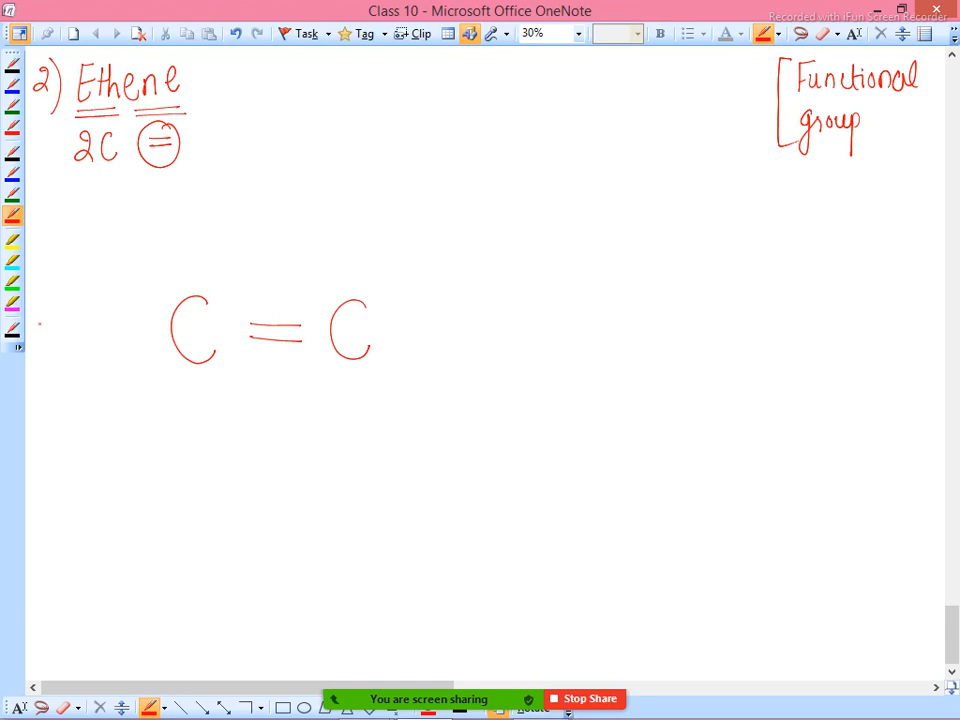 Class 10 - Microsoft Office OneNote
Recorded with iFun Screen Recorder
Task Tag Clip 30% B A
2) Ethene
2C =
[Functional
group
C = C
You are screen sharing Stop Share